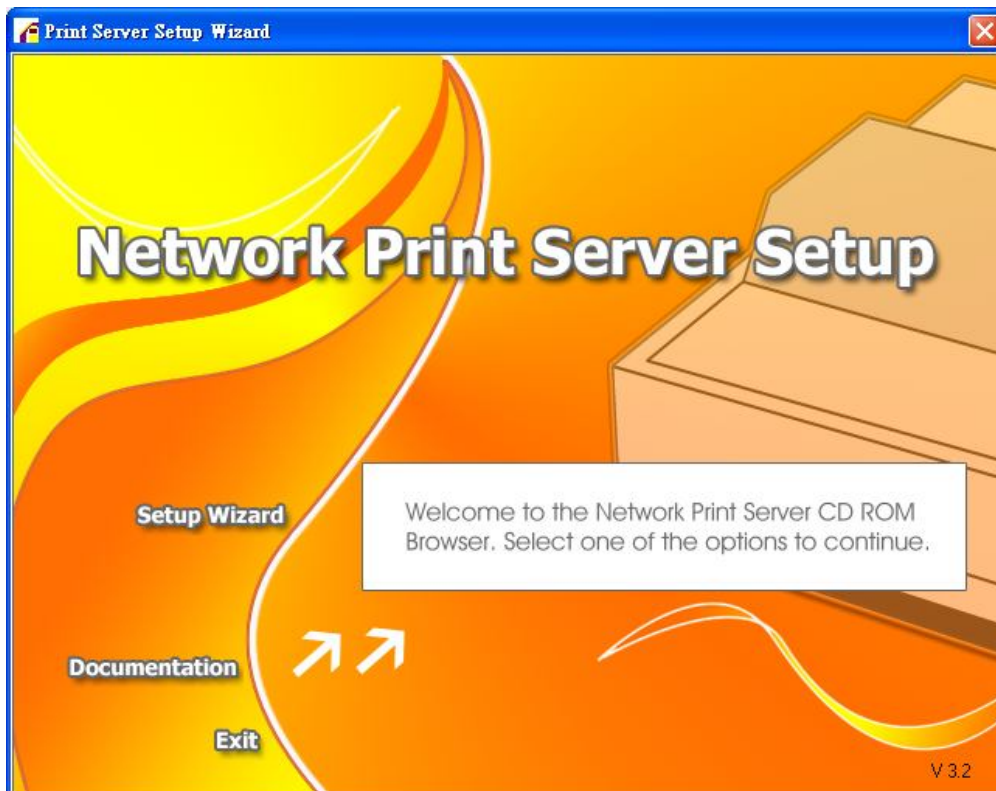 Print Server Setup Wizard
Network Print Server Setup
Setup Wizard
Welcome to the Network Print Server CD ROM
Browser. Select one of the options to continue.
Documentation
Exit
V 3.2